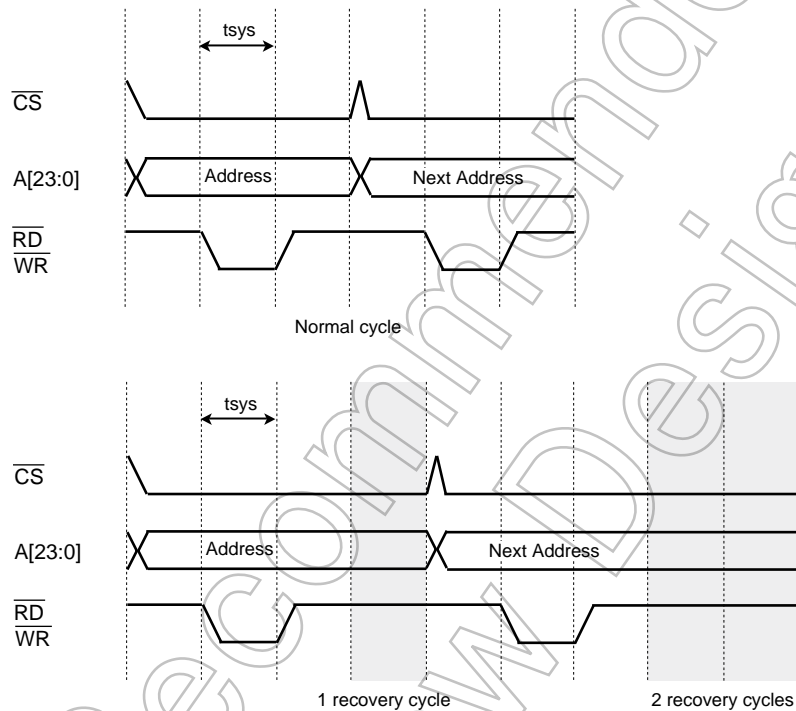 tsys
CS
A[23:0]
Address
Next Address
RD
WR
Normal cycle
tsys
CS
A[23:0]
Address
Next Address
RD
WR
1 recovery cycle
2 recovery cycles